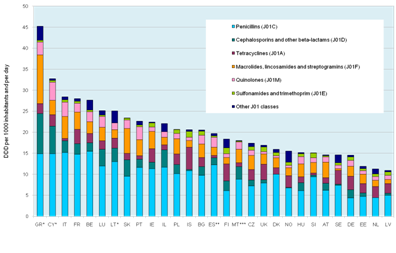 DDD per 1000 inhabitants and per day
50
45
40
35
30
25
20
15
10
5
0
Penicillins (J01C)
Cephalosporins and other beta-lactams (J01D)
Tetracyclines (J01A)
Macrolides, lincosamides and streptogramins (J01F)
Quinolones (J01M)
Sulfonamides and trimethoprim (J01E)
Other J01 classes
GR* CY* IT FR BE LU LT* SK PT IE IL PL IS BG ES** FI MT*** CZ UK DK NO HU SI AT SE DE EE NL LV